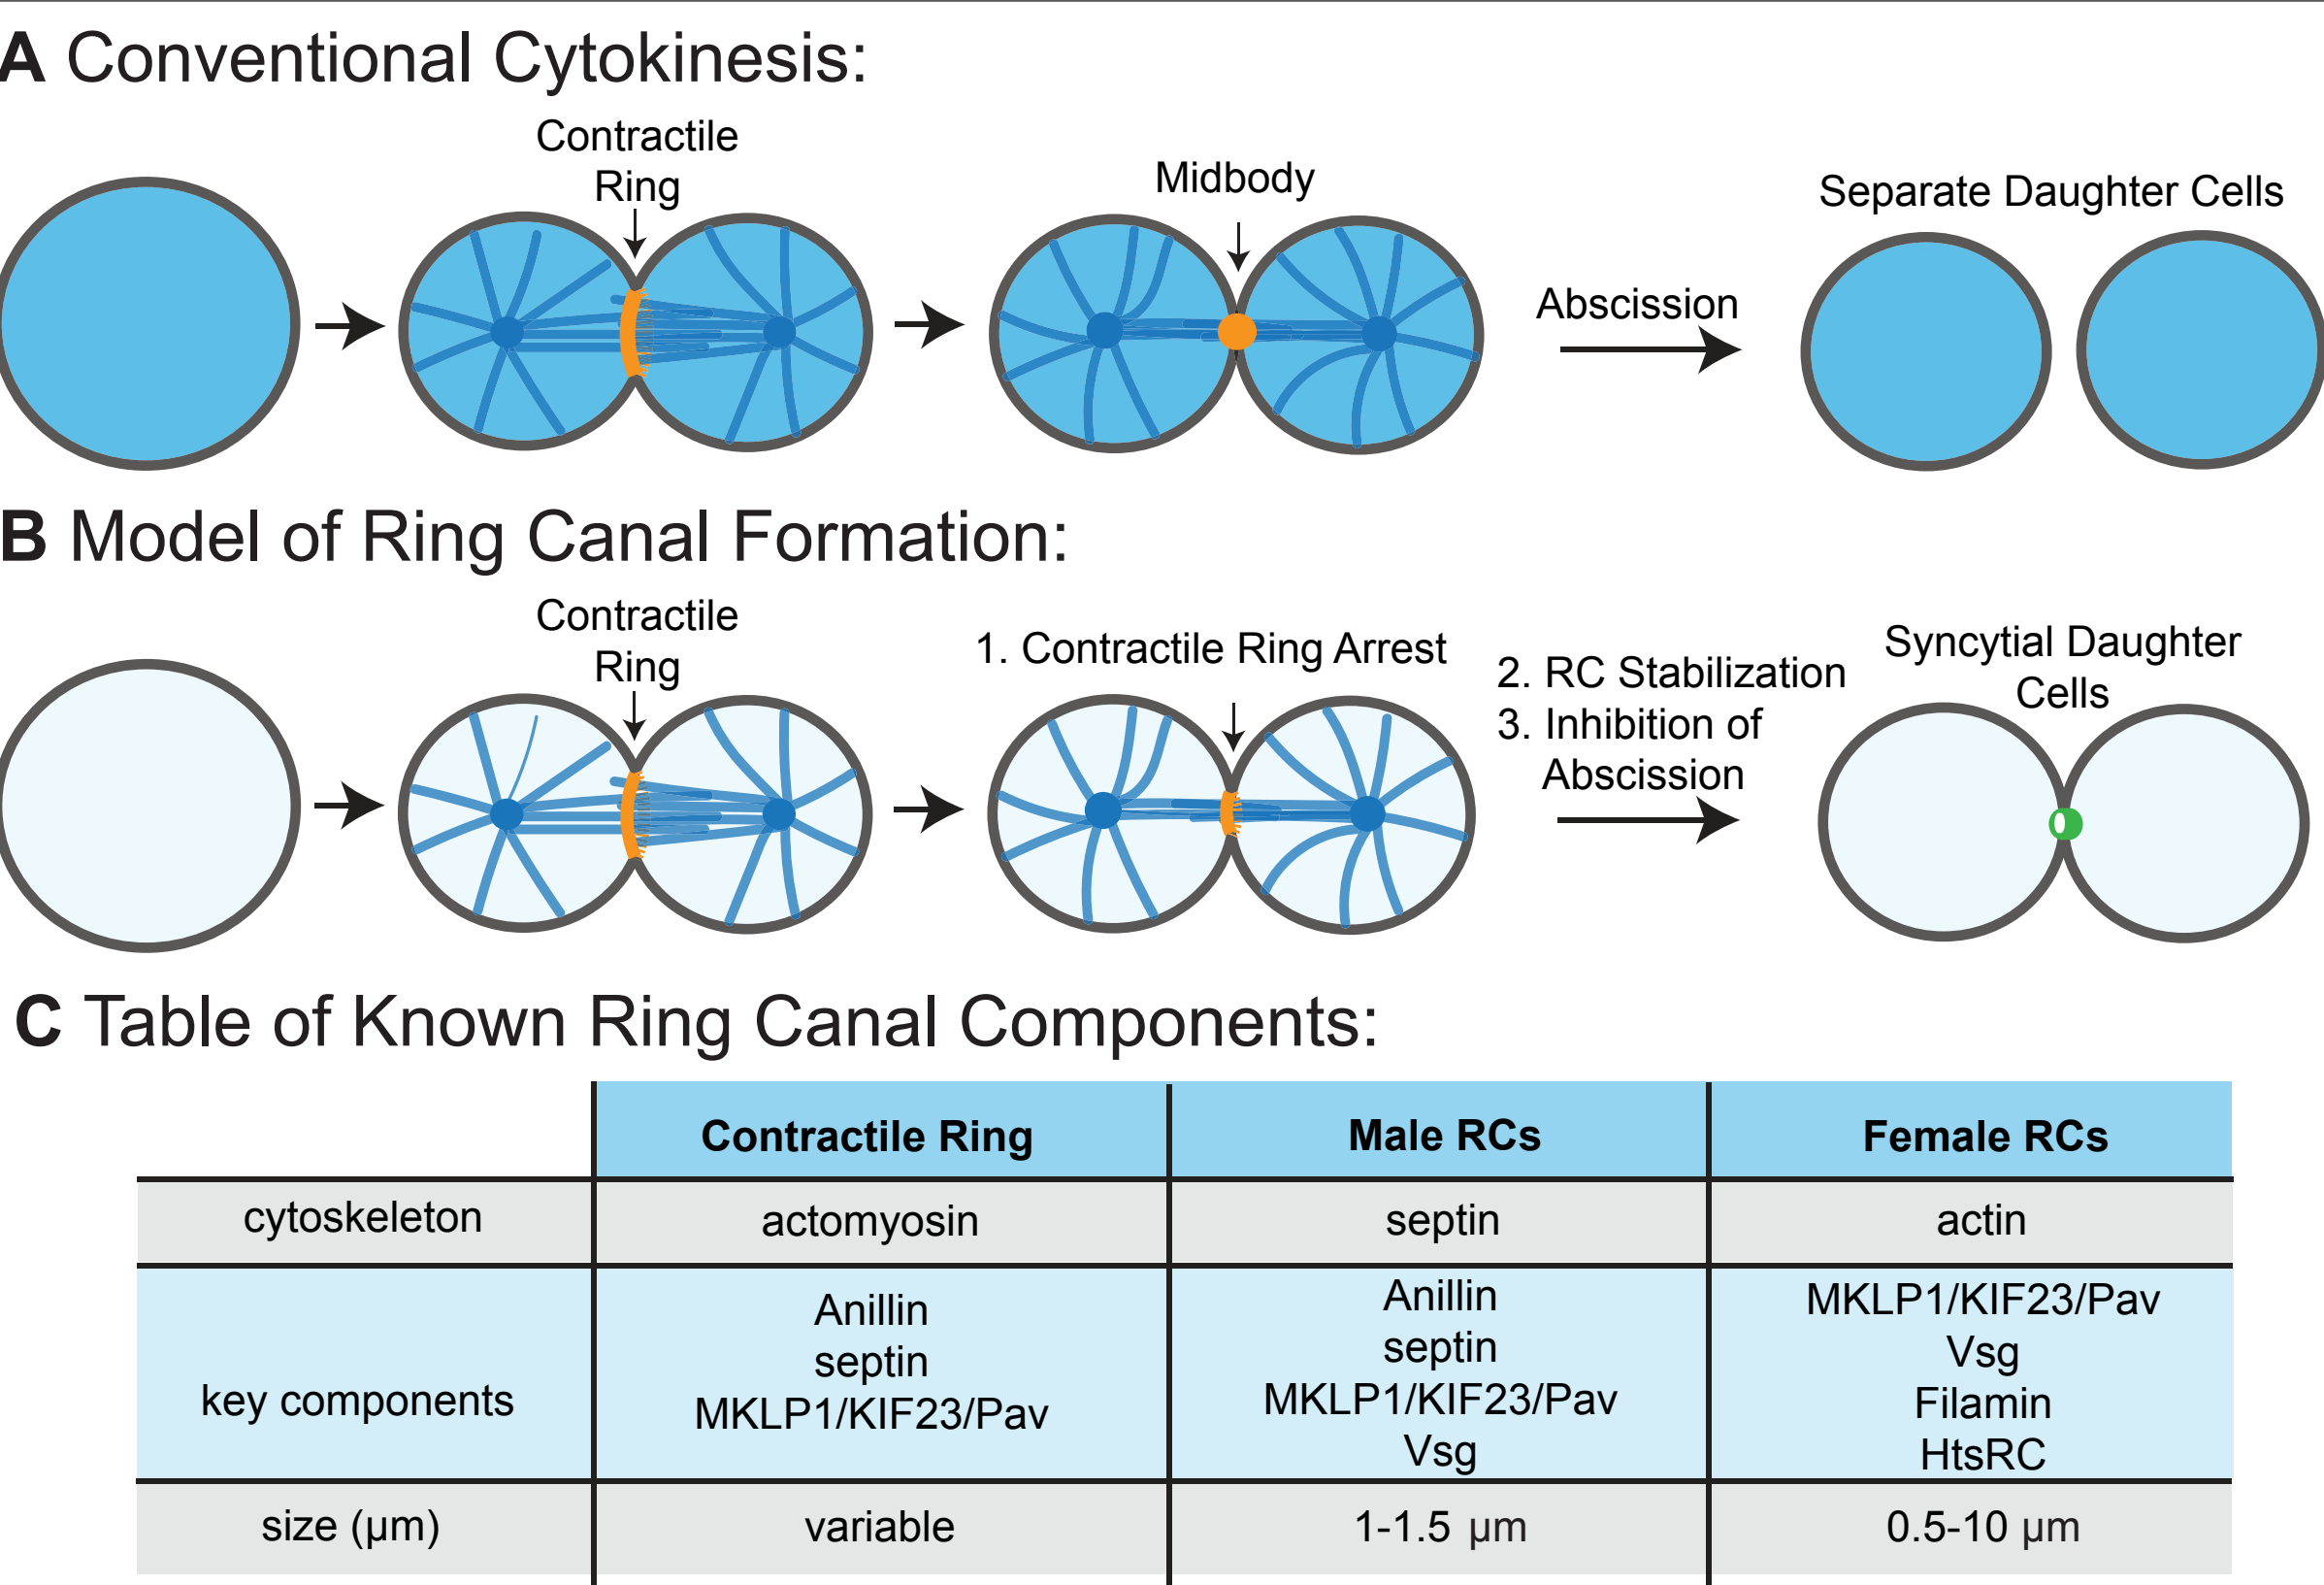 A Conventional Cytokinesis:
Contractile
Ring
Midbody
Separate Daughter Cells
Abscission
B Model of Ring Canal Formation:
Contractile
Ring
1. Contractile Ring Arrest
2. RC Stabilization
3. Inhibition of
Abscission
Syncytial Daughter
Cells
C Table of Known Ring Canal Components:
Contractile Ring Male RCs Female RCs
cytoskeleton actomyosin septin actin
key components
Anillin
septin
MKLP1/KIF23/Pav
Anillin
septin
MKLP1/KIF23/Pav
Vsg
MKLP1/KIF23/Pav
Vsg
Filamin
HtsRC
size (μm) variable 1-1.5 μm 0.5-10 μm